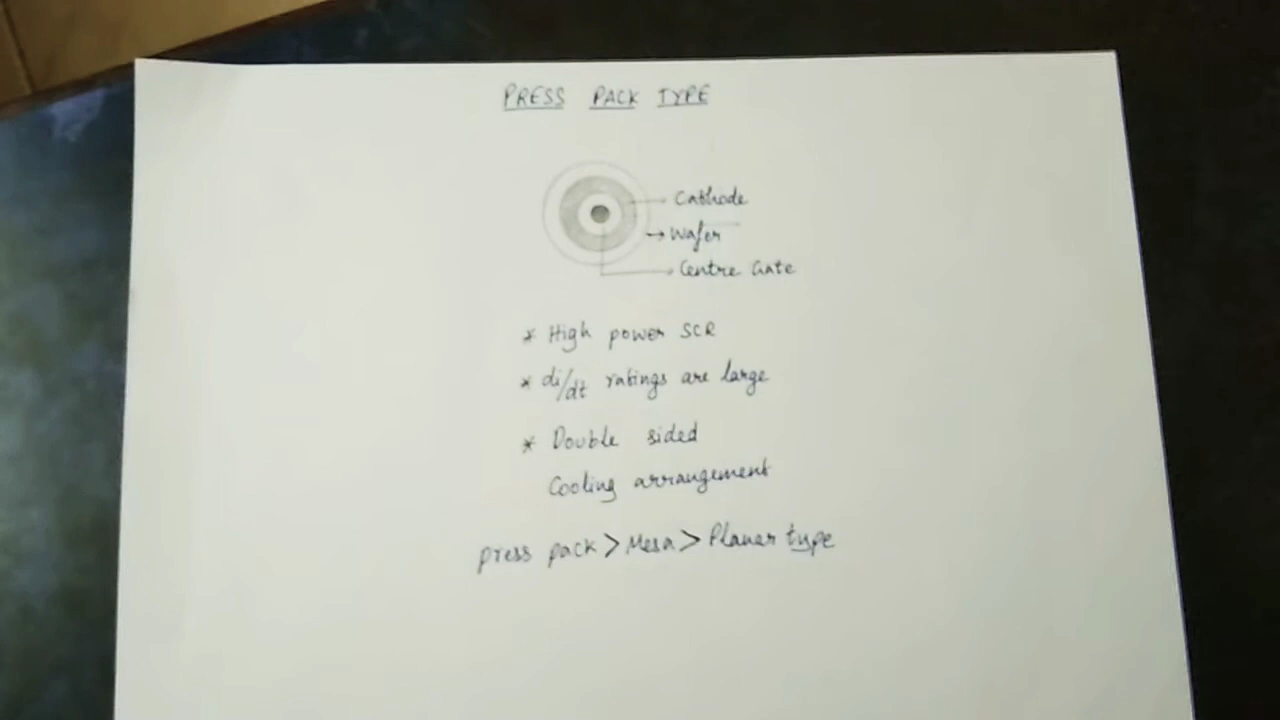 PRESS PACK TYPE
Cathode
Wafer
Centre Gate
* High power SCR
* di/dt ratings are large
* Double sided
Cooling arrangement
press pack > Mesa > Planar type